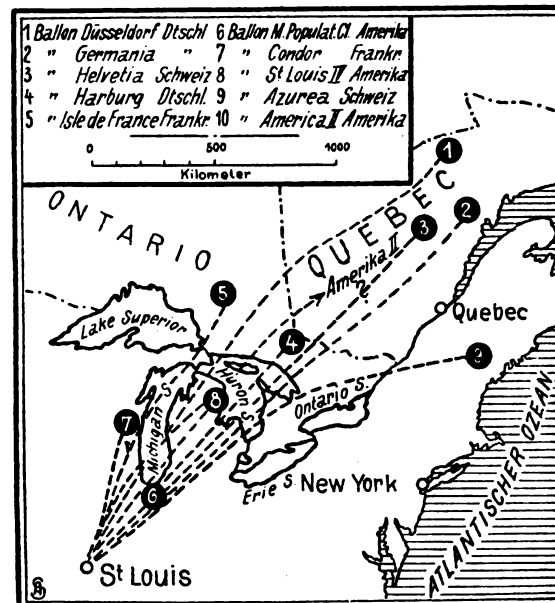 1 Ballon Düsseldorf Dtschl. 6 Ballon M. Populat. Cl. Amerika
2 " Germania " 7 " Condor Frankr.
3 " Helvetia Schweiz 8 " St Louis IV Amerika
4 " Harburg Dtschl. 9 " Azurea Schweiz
5 " Isle de France Frankr. 10 " America II Amerika
0 500 1000
Kilometer
ONTARIO
QUEBEC
1
2
3
Amerika II
?
5
Lake Superior
Quebec
4
9
Huron S.
Ontario S.
8
7
Michigan S.
6
Erie S.
New York
ATLANTISCHER OZEAN
St Louis